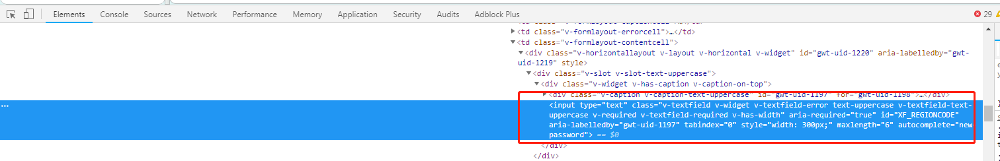 Elements Console Sources Network Performance Memory Application Security Audits Adblock Plus 29
<td class="v-formlayout-errorcell">…</td>
<td class="v-formlayout-contentcell">
<div class="v-horizontallayout v-layout v-horizontal v-widget" id="gwt-uid-1220" aria-labelledby="gwt-
uid-1219" style>
<div class="v-slot v-slot-text-uppercase">
<div class="v-widget v-has-caption v-caption-on-top">
<div class="v-caption v-caption-text-uppercase" id="gwt-uid-1197" for="gwt-uid-1198">…</div>
... <input type="text" class="v-textfield v-widget v-textfield-error text-uppercase v-textfield-text-
uppercase v-required v-textfield-required v-has-width" aria-required="true" id="XF_REGIONCODE"
aria-labelledby="gwt-uid-1197" tabindex="0" style="width: 300px;" maxlength="6" autocomplete="new-
password"> == $0
</div>
</div>